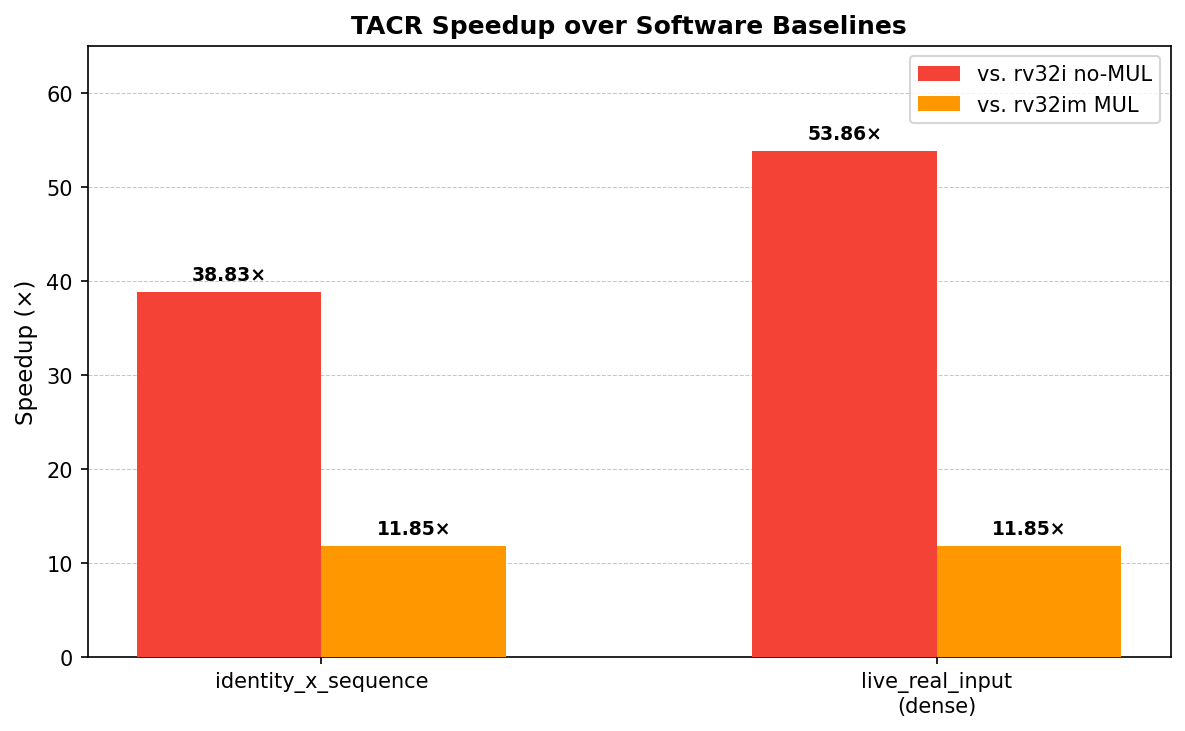 TACR Speedup over Software Baselines
vs. rv32i no-MUL
vs. rv32im MUL
Speedup (×)
60
50
40
30
20
10
0
38.83×
11.85×
53.86×
11.85×
identity_x_sequence
live_real_input
(dense)